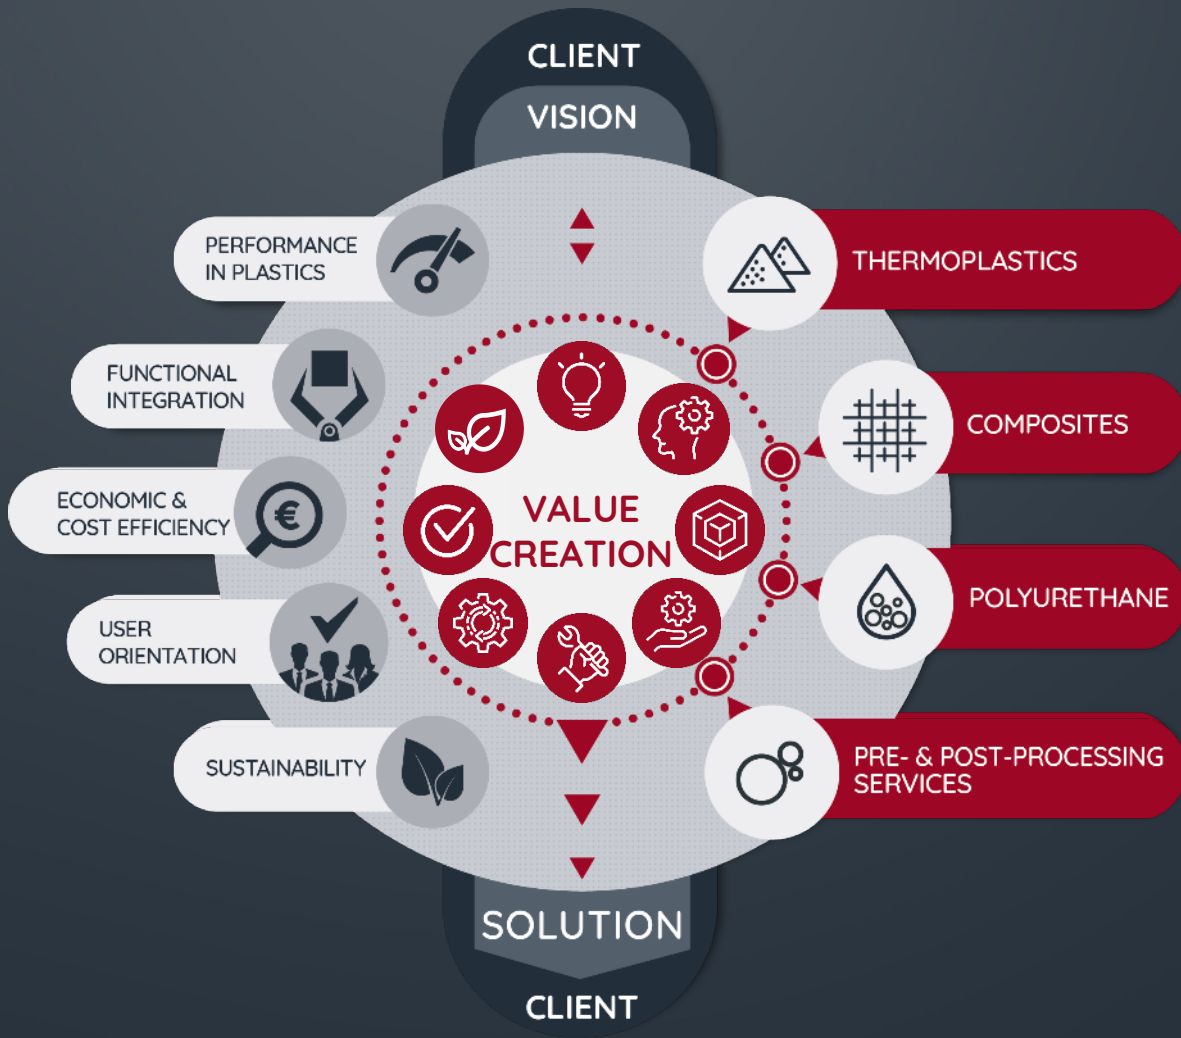 CLIENT
VISION
PERFORMANCE
IN PLASTICS
FUNCTIONAL
INTEGRATION
ECONOMIC &
COST EFFICIENCY
€
USER
ORIENTATION
SUSTAINABILITY
VALUE
CREATION
THERMOPLASTICS
COMPOSITES
POLYURETHANE
PRE- & POST-PROCESSING
SERVICES
SOLUTION
CLIENT